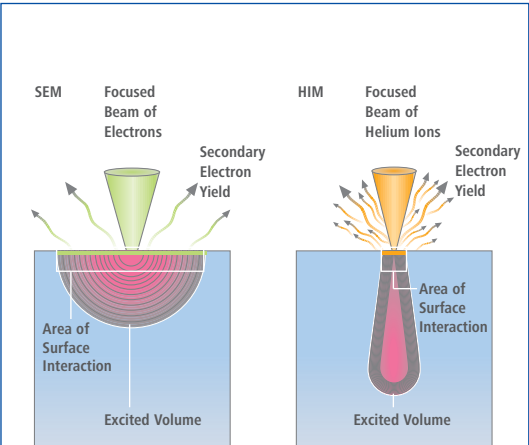 SEM
Focused
Beam of
Electrons
Secondary
Electron
Yield
Area of
Surface
Interaction
Excited Volume
HIM
Focused
Beam of
Helium Ions
Secondary
Electron
Yield
Area of
Surface
Interaction
Excited Volume